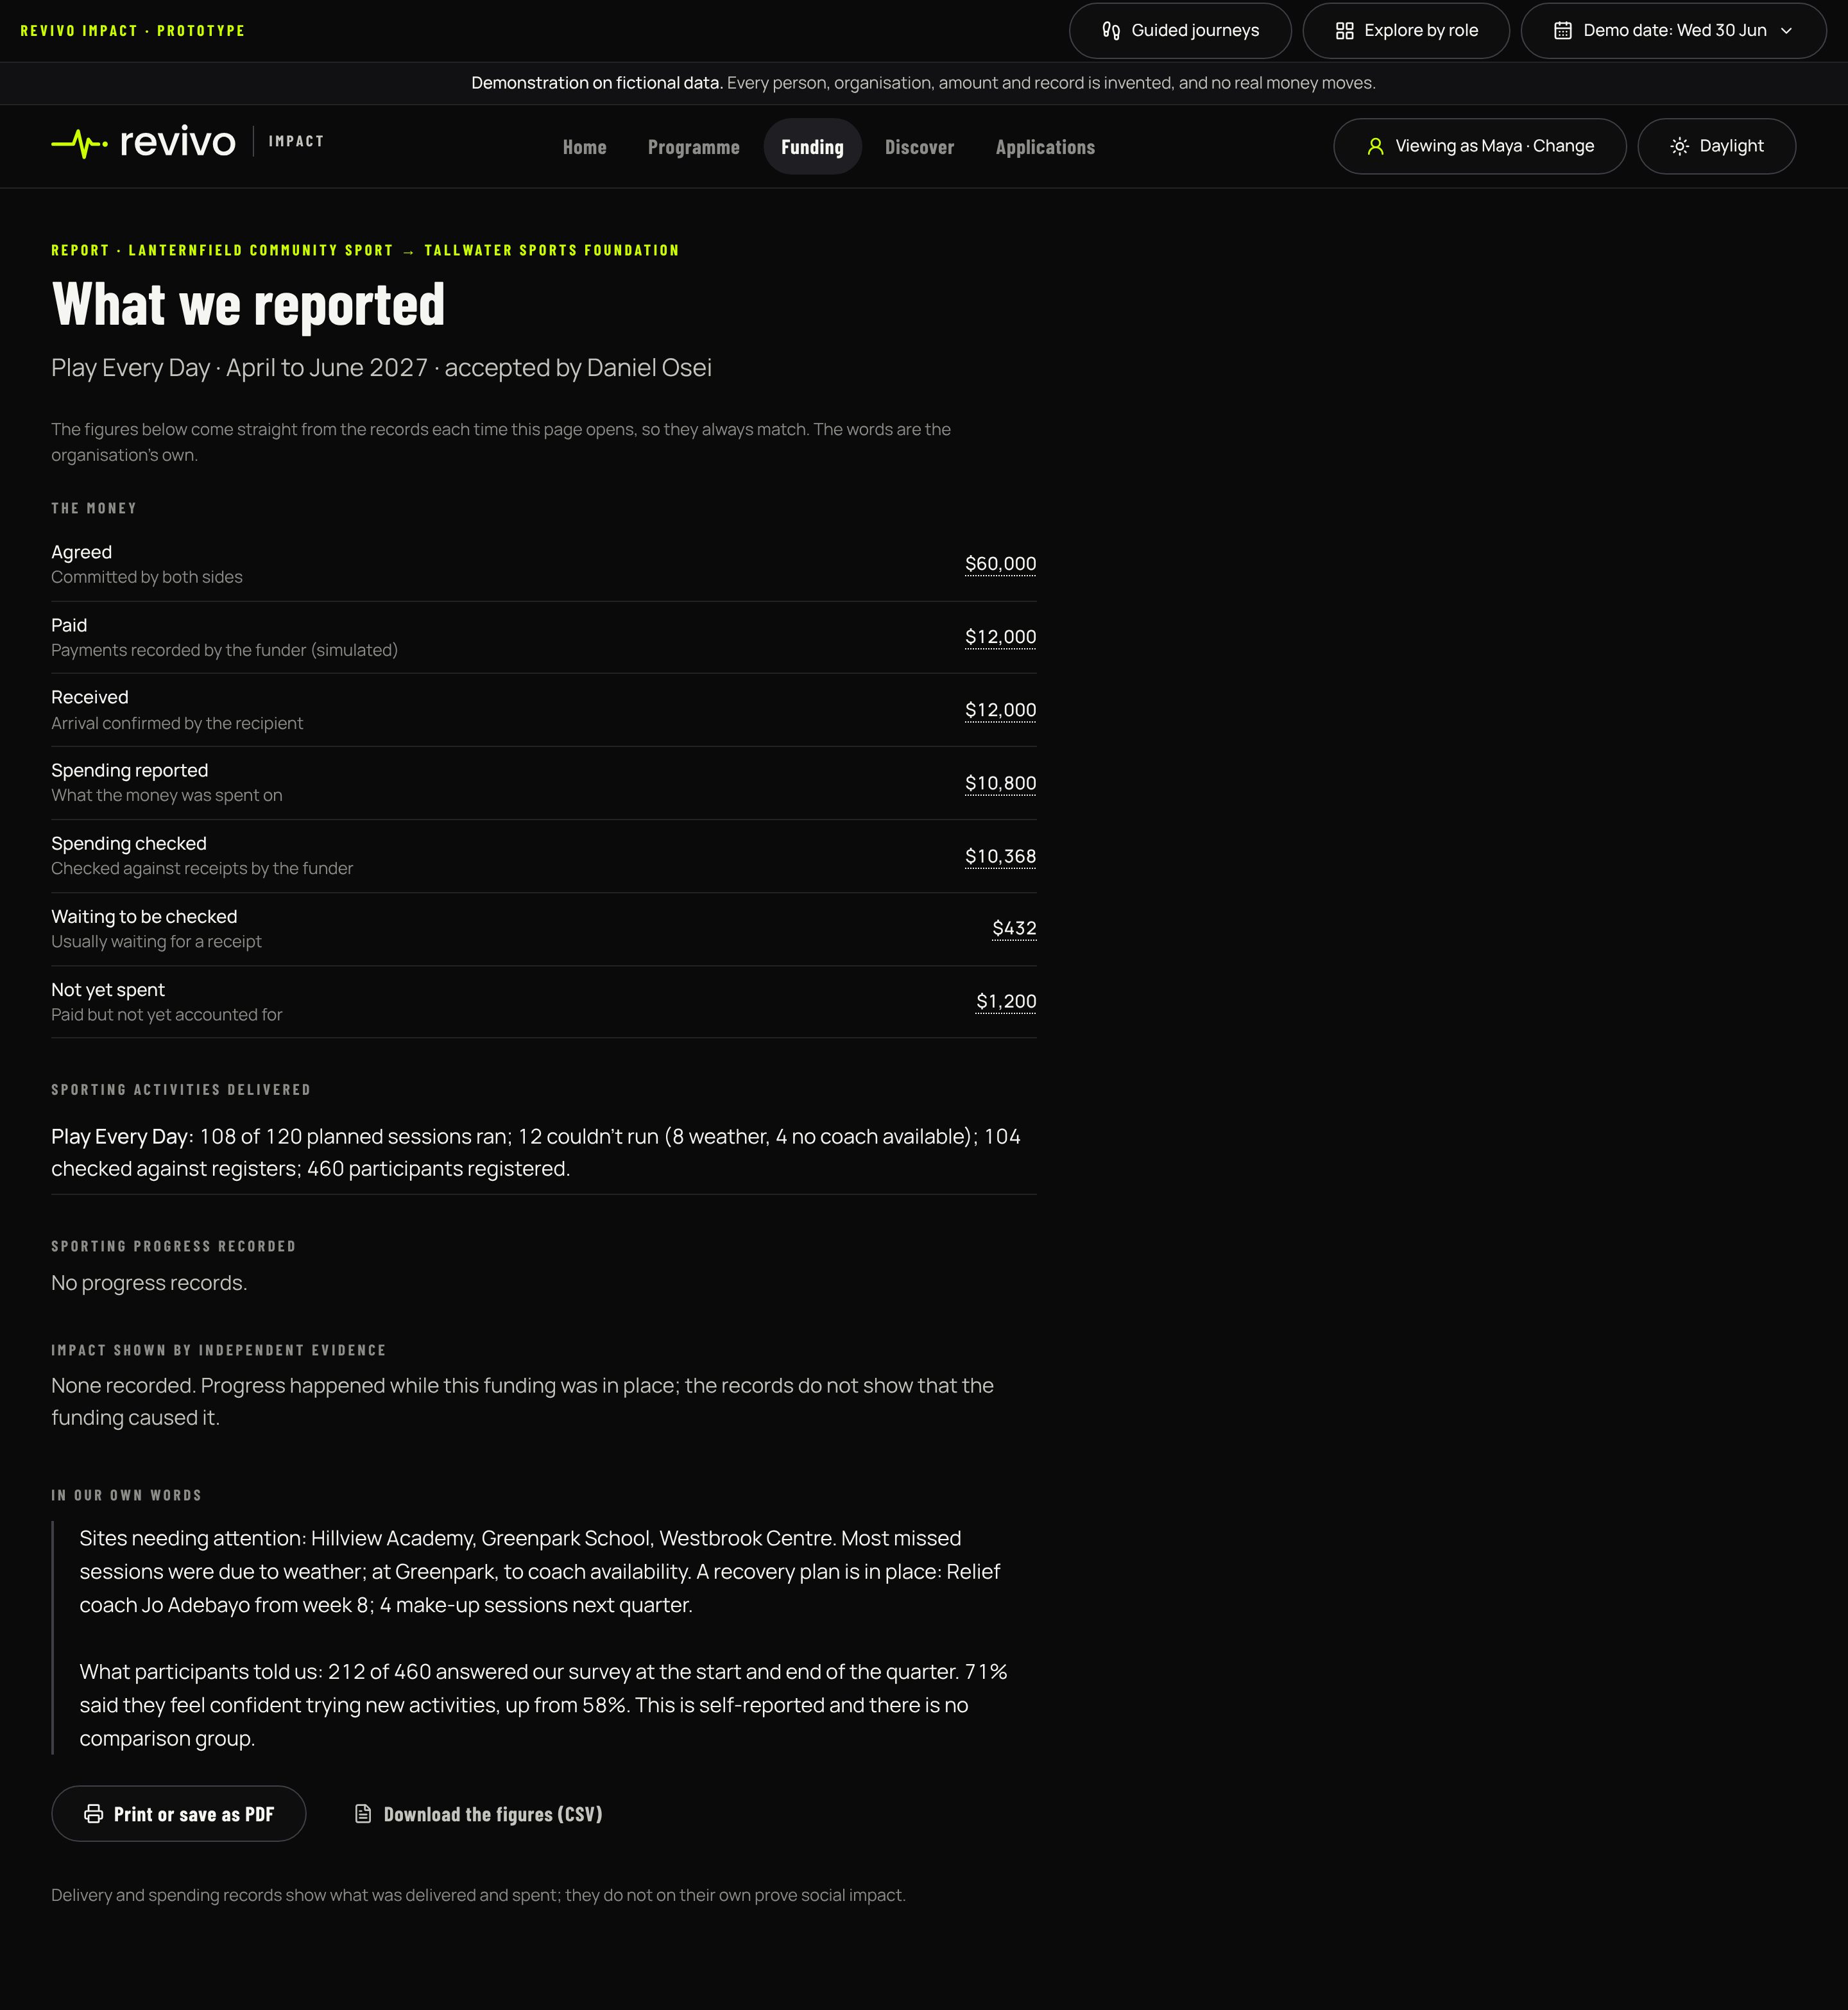 REVIVO IMPACT · PROTOTYPE
Guided journeys
Explore by role
Demo date: Wed 30 Jun
Demonstration on fictional data. Every person, organisation, amount and record is invented, and no real money moves.
revivo
IMPACT
Home
Programme
Funding
Discover
Applications
Viewing as Maya · Change
Daylight
REPORT · LANTERNFIELD COMMUNITY SPORT → TALLWATER SPORTS FOUNDATION
What we reported
Play Every Day · April to June 2027 · accepted by Daniel Osei
The figures below come straight from the records each time this page opens, so they always match. The words are the
organisation's own.
THE MONEY
Agreed
Committed by both sides
$60,000
Paid
Payments recorded by the funder (simulated)
$12,000
Received
Arrival confirmed by the recipient
$12,000
Spending reported
What the money was spent on
$10,800
Spending checked
Checked against receipts by the funder
$10,368
Waiting to be checked
Usually waiting for a receipt
$432
Not yet spent
Paid but not yet accounted for
$1,200
SPORTING ACTIVITIES DELIVERED
Play Every Day: 108 of 120 planned sessions ran; 12 couldn't run (8 weather, 4 no coach available); 104
checked against registers; 460 participants registered.
SPORTING PROGRESS RECORDED
No progress records.
IMPACT SHOWN BY INDEPENDENT EVIDENCE
None recorded. Progress happened while this funding was in place; the records do not show that the
funding caused it.
IN OUR OWN WORDS
Sites needing attention: Hillview Academy, Greenpark School, Westbrook Centre. Most missed
sessions were due to weather; at Greenpark, to coach availability. A recovery plan is in place: Relief
coach Jo Adebayo from week 8; 4 make-up sessions next quarter.
What participants told us: 212 of 460 answered our survey at the start and end of the quarter. 71%
said they feel confident trying new activities, up from 58%. This is self-reported and there is no
comparison group.
Print or save as PDF
Download the figures (CSV)
Delivery and spending records show what was delivered and spent; they do not on their own prove social impact.